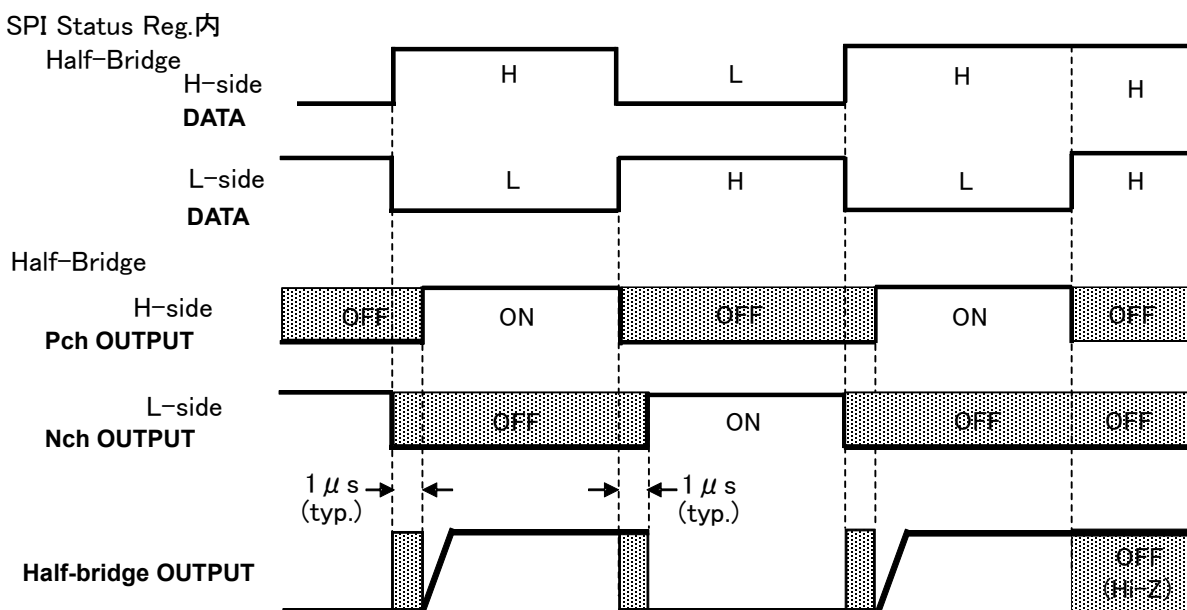 SPI Status Reg.内
Half-Bridge
H-side
DATA
H
L
H
H
L-side
DATA
L
H
L
H
Half-Bridge
H-side
Pch OUTPUT
OFF
ON
OFF
ON
OFF
L-side
Nch OUTPUT
OFF
ON
OFF
OFF
1μs
(typ.)
1μs
(typ.)
Half-bridge OUTPUT
OFF
(Hi-Z)